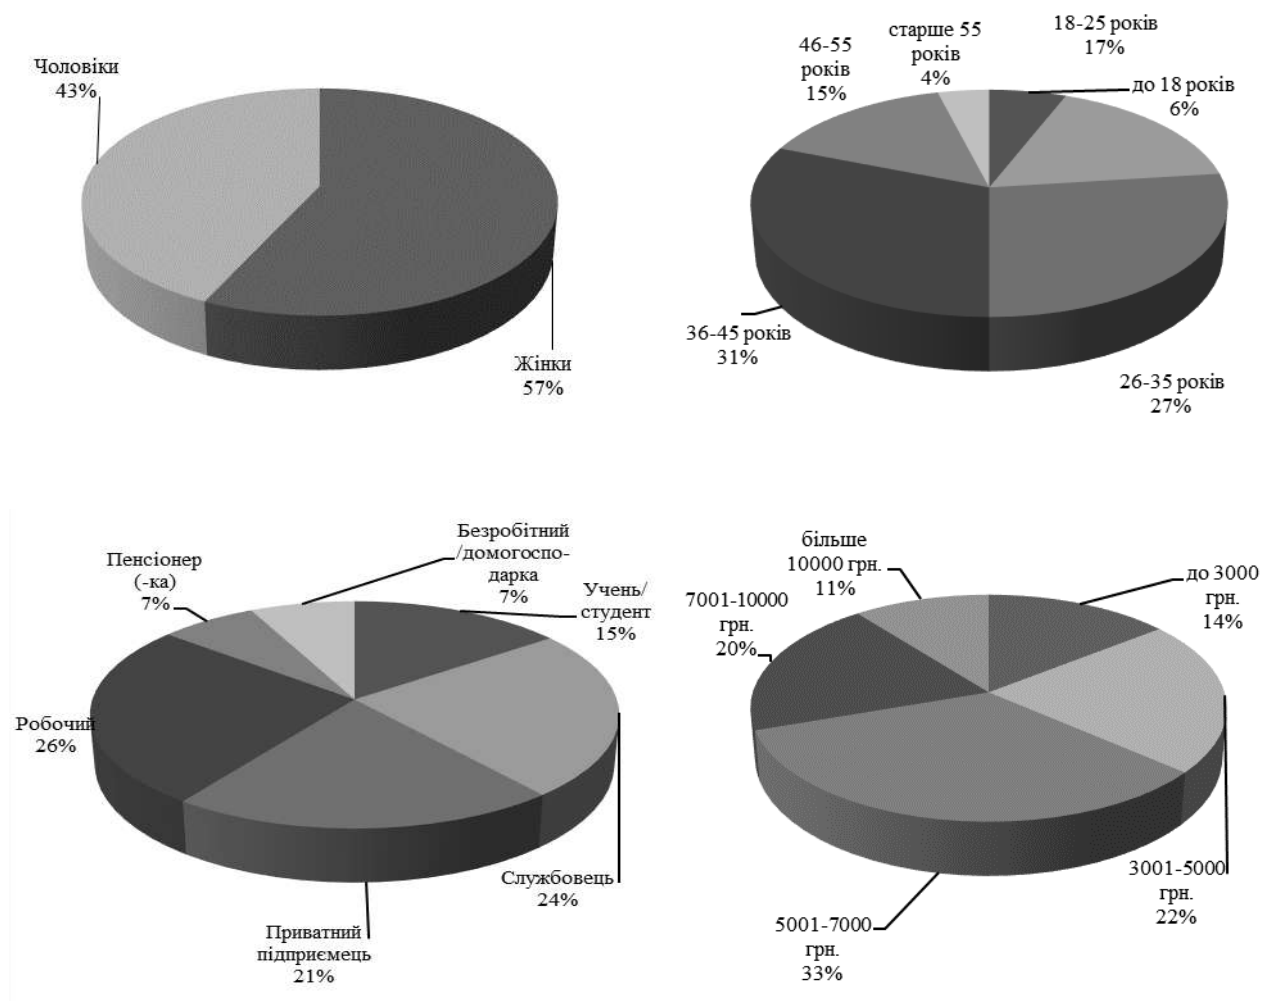 Чоловіки
43%
Жінки
57%
46-55
років
15%
старше 55
років
4%
18-25 років
17%
до 18 років
6%
36-45 років
31%
26-35 років
27%
Пенсіонер
(-ка)
7%
Безробітний
/домогоспо-
дарка
7%
Учень/
студент
15%
Робочий
26%
Службовець
24%
Приватний
підприємець
21%
більше
10000 грн.
11%
7001-10000
грн.
20%
до 3000
грн.
14%
3001-5000
грн.
22%
5001-7000
грн.
33%